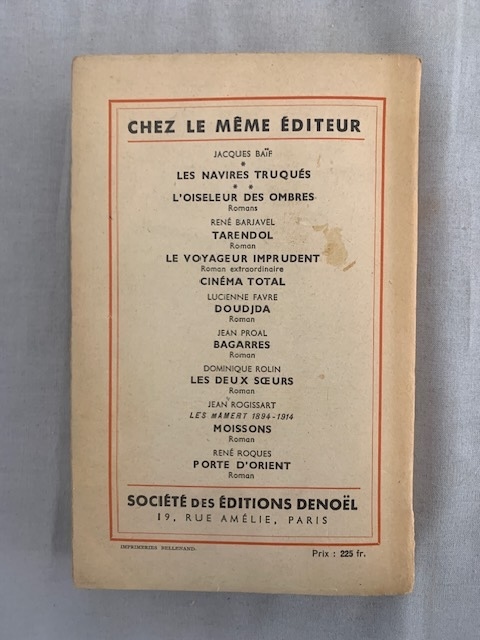 CHEZ LE MÊME ÉDITEUR
JACQUES BAÏF
*
LES NAVIRES TRUQUÉS
* *
L'OISELEUR DES OMBRES
Romans
RENÉ BARJAVEL
TARENDOL
Roman
LE VOYAGEUR IMPRUDENT
Roman extraordinaire
CINÉMA TOTAL
LUCIENNE FAVRE
DOUDJDA
Roman
JEAN PROAL
BAGARRES
Roman
DOMINIQUE ROLIN
LES DEUX SŒURS
Roman
JEAN ROGISSART
LES MAMERT 1894-1914
MOISSONS
Roman
RENÉ ROQUES
PORTE D'ORIENT
Roman
SOCIÉTÉ DES ÉDITIONS DENOËL
19, RUE AMÉLIE, PARIS
IMPRIMERIES BELLENAND.
Prix : 225 fr.